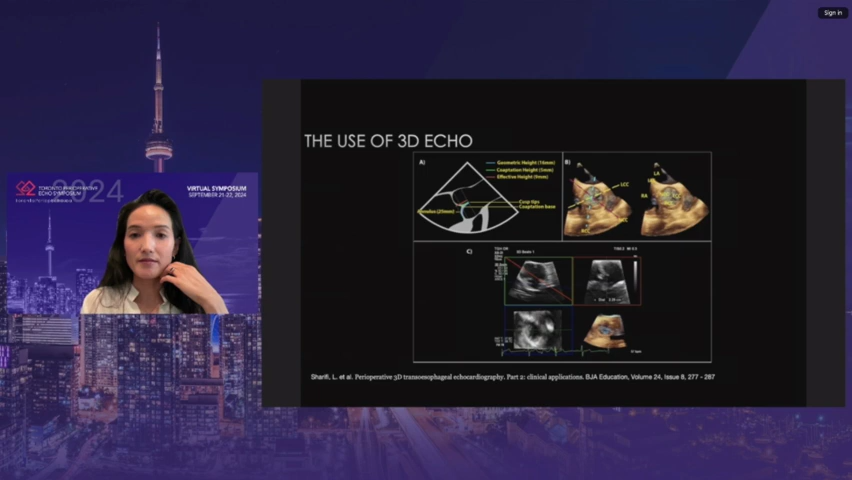 Sign in
THE USE OF 3D ECHO
A)
Geometric Height (16mm)
Coaptation Height (5mm)
Effective Height (9mm)
Cusp tips
Coaptation base
Annulus (25mm)
B)
LCC
LA
RA
C)
TORONTO PERIOPERATIVE
ECHO SYMPOSIUM
2024
VIRTUAL SYMPOSIUM
SEPTEMBER 21-22, 2024
Sharifi, L. et al. Perioperative 3D transoesophageal echocardiography. Part 2: clinical applications. BJA Education, Volume 24, Issue 8, 277 - 287